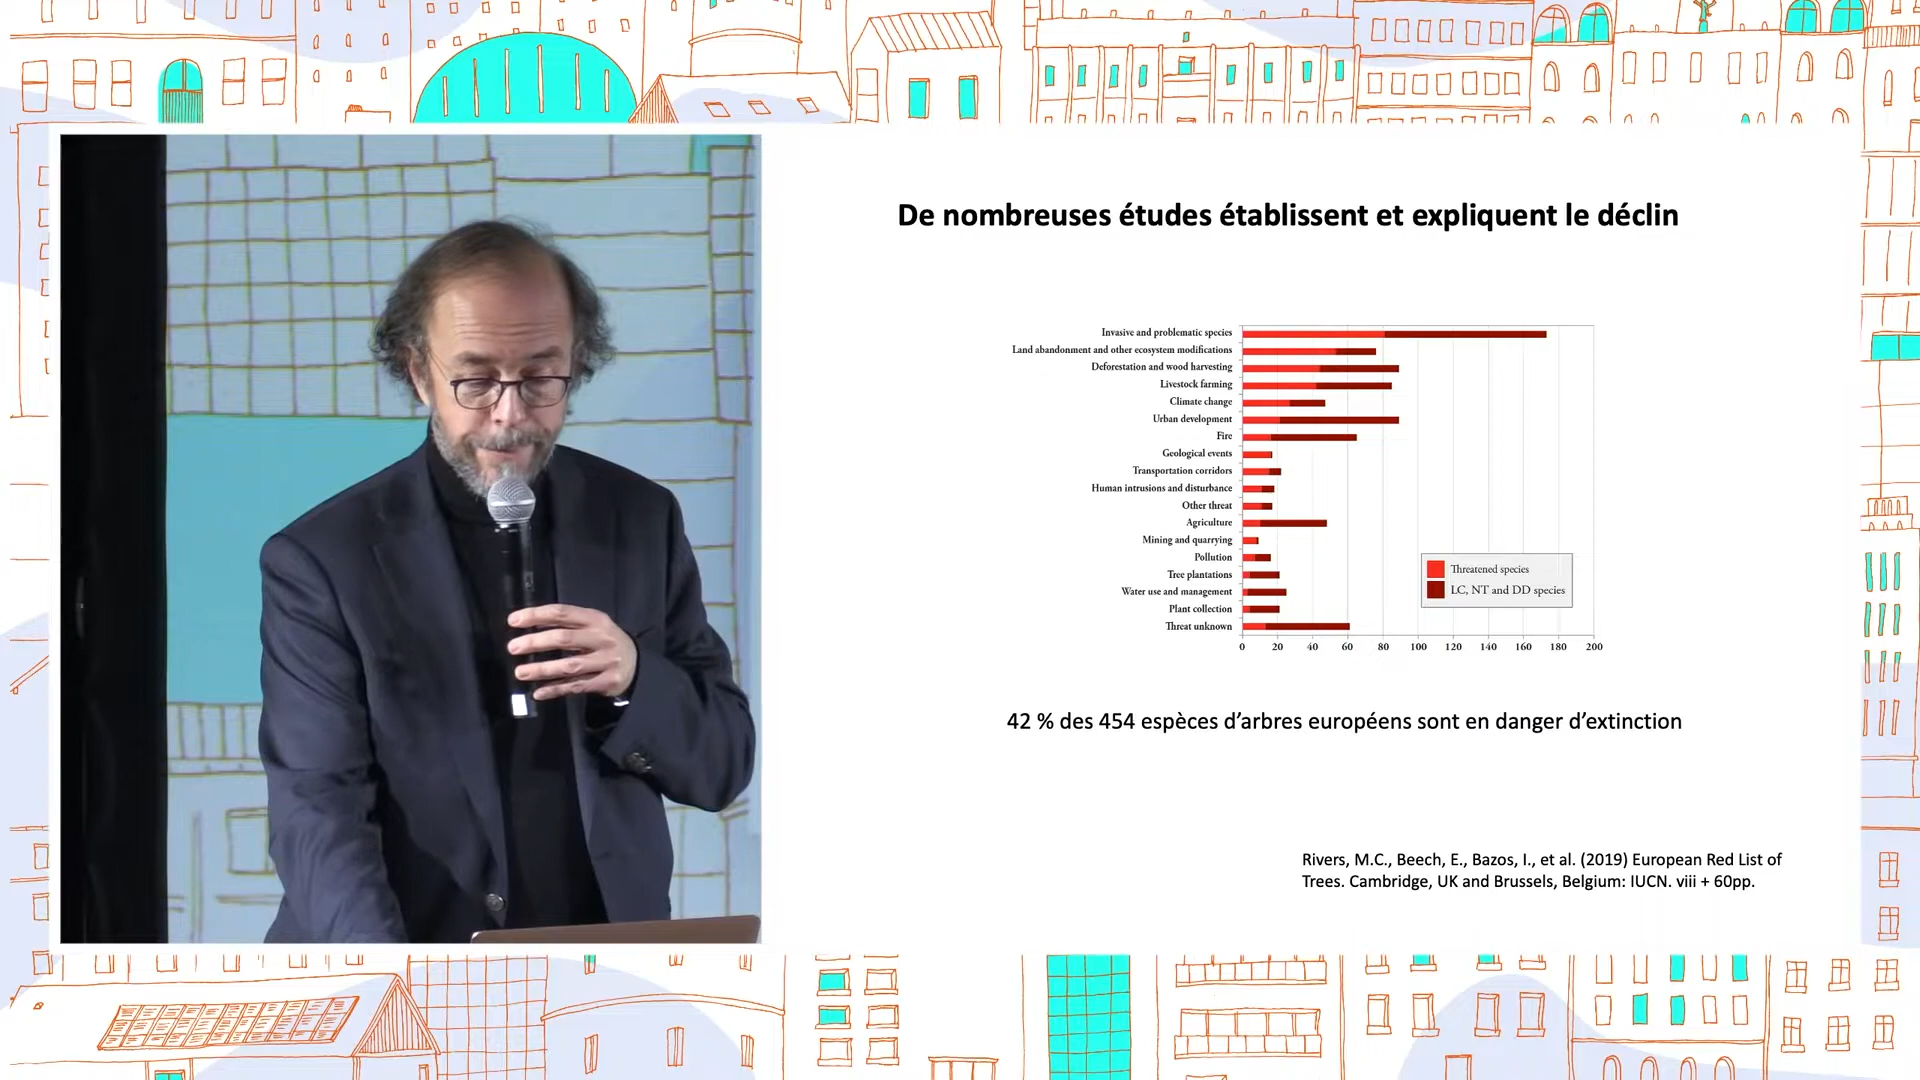 De nombreuses études établissent et expliquent le déclin
Invasive and problematic species
Land abandonment and other ecosystem modifications
Deforestation and wood harvesting
Livestock farming
Climate change
Urban development
Fire
Geological events
Transportation corridors
Human intrusions and disturbance
Other threat
Agriculture
Mining and quarrying
Pollution
Tree plantations
Water use and management
Plant collection
Threat unknown
Threatened species
LC, NT and DD species
0 20 40 60 80 100 120 140 160 180 200
42 % des 454 espèces d’arbres européens sont en danger d’extinction
Rivers, M.C., Beech, E., Bazos, I., et al. (2019) European Red List of
Trees. Cambridge, UK and Brussels, Belgium: IUCN. viii + 60pp.